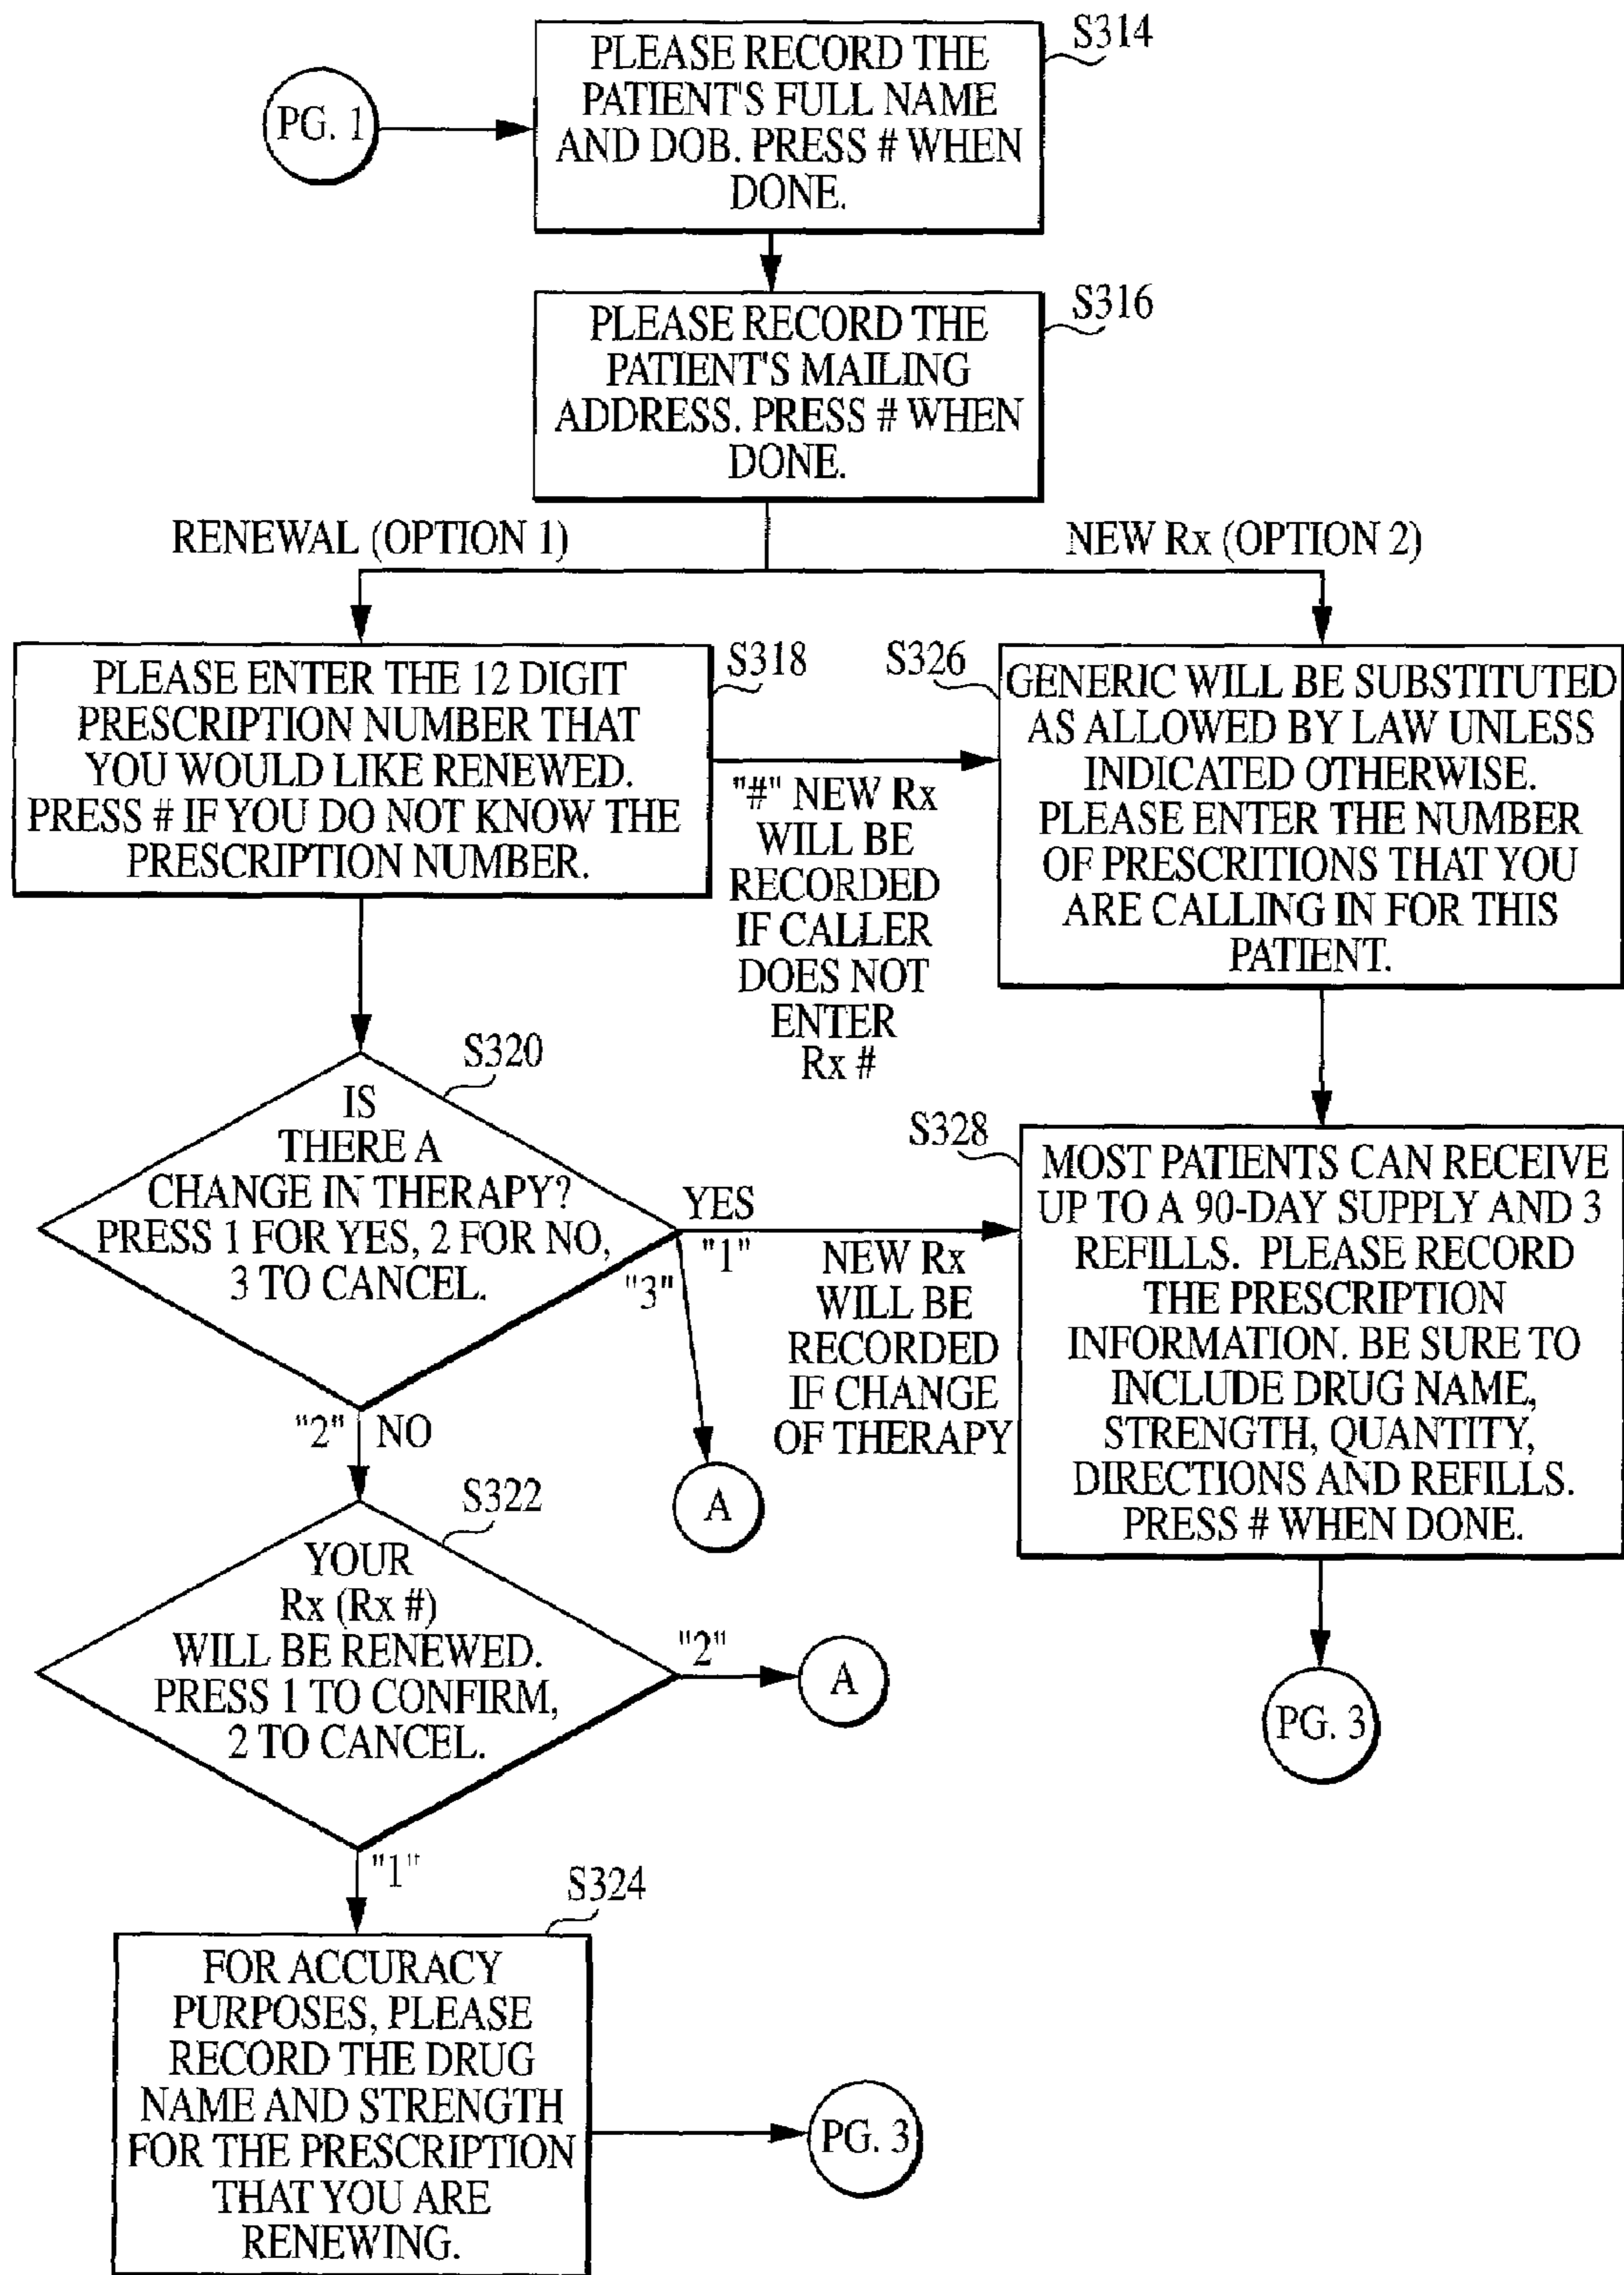 S314
PLEASE RECORD THE
PATIENT'S FULL NAME
AND DOB. PRESS # WHEN
DONE.
PG. 1
S316
PLEASE RECORD THE
PATIENT'S MAILING
ADDRESS. PRESS # WHEN
DONE.
RENEWAL (OPTION 1)
NEW Rx (OPTION 2)
S318
PLEASE ENTER THE 12 DIGIT
PRESCRIPTION NUMBER THAT
YOU WOULD LIKE RENEWED.
PRESS # IF YOU DO NOT KNOW THE
PRESCRIPTION NUMBER.
"#" NEW Rx
WILL BE
RECORDED
IF CALLER
DOES NOT
ENTER
Rx #
S326
GENERIC WILL BE SUBSTITUTED
AS ALLOWED BY LAW UNLESS
INDICATED OTHERWISE.
PLEASE ENTER THE NUMBER
OF PRESCRITIONS THAT YOU
ARE CALLING IN FOR THIS
PATIENT.
S320
IS
THERE A
CHANGE IN THERAPY?
PRESS 1 FOR YES, 2 FOR NO,
3 TO CANCEL.
YES
"1"
"3"
NEW Rx
WILL BE
RECORDED
IF CHANGE
OF THERAPY
A
"2" NO
S328
MOST PATIENTS CAN RECEIVE
UP TO A 90-DAY SUPPLY AND 3
REFILLS. PLEASE RECORD
THE PRESCRIPTION
INFORMATION. BE SURE TO
INCLUDE DRUG NAME,
STRENGTH, QUANTITY,
DIRECTIONS AND REFILLS.
PRESS # WHEN DONE.
PG. 3
S322
YOUR
Rx (Rx #)
WILL BE RENEWED.
PRESS 1 TO CONFIRM,
2 TO CANCEL.
"2"
A
"1"
S324
FOR ACCURACY
PURPOSES, PLEASE
RECORD THE DRUG
NAME AND STRENGTH
FOR THE PRESCRIPTION
THAT YOU ARE
RENEWING.
PG. 3